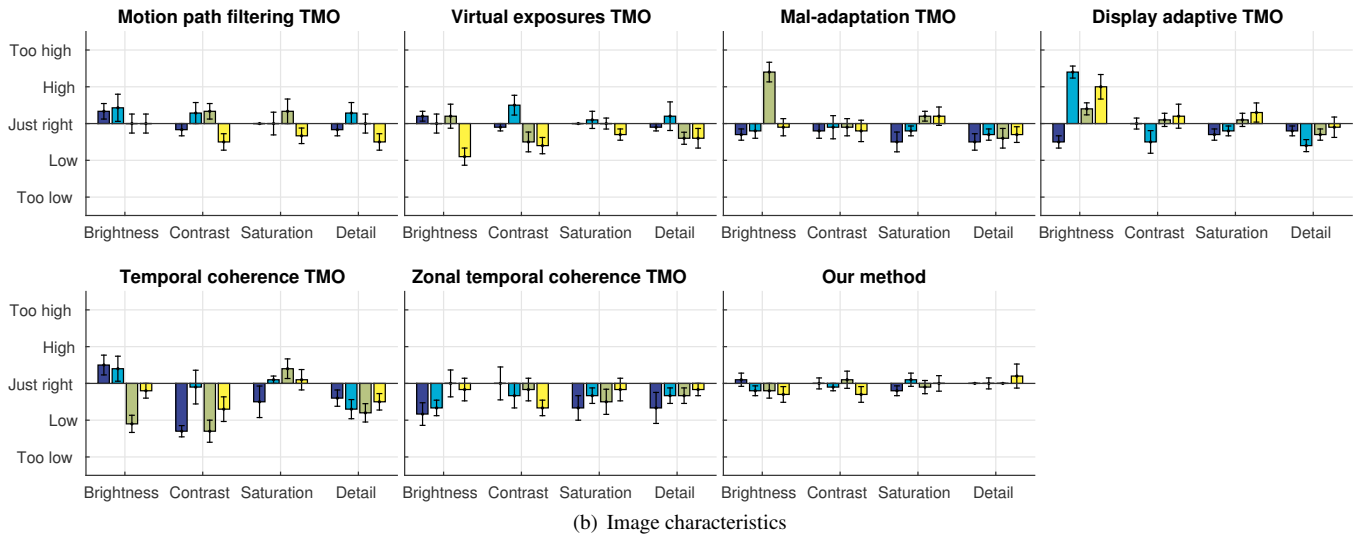 Motion path filtering TMO
Virtual exposures TMO
Mal-adaptation TMO
Display adaptive TMO
Too high
High
Just right
Low
Too low
Brightness Contrast Saturation Detail
Brightness Contrast Saturation Detail
Brightness Contrast Saturation Detail
Brightness Contrast Saturation Detail
Temporal coherence TMO
Zonal temporal coherence TMO
Our method
Too high
High
Just right
Low
Too low
Brightness Contrast Saturation Detail
Brightness Contrast Saturation Detail
Brightness Contrast Saturation Detail
(b) Image characteristics